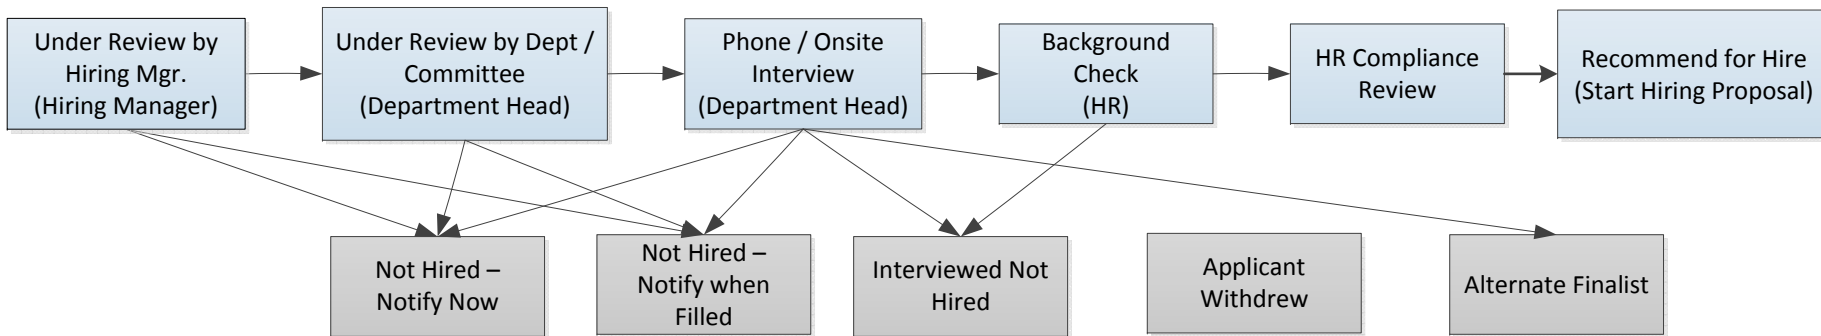 Under Review by
Hiring Mgr.
(Hiring Manager)
Under Review by Dept /
Committee
(Department Head)
Phone / Onsite
Interview
(Department Head)
Background
Check
(HR)
HR Compliance
Review
Recommend for Hire
(Start Hiring Proposal)
Not Hired –
Notify Now
Not Hired –
Notify when
Filled
Interviewed Not
Hired
Applicant
Withdrew
Alternate Finalist